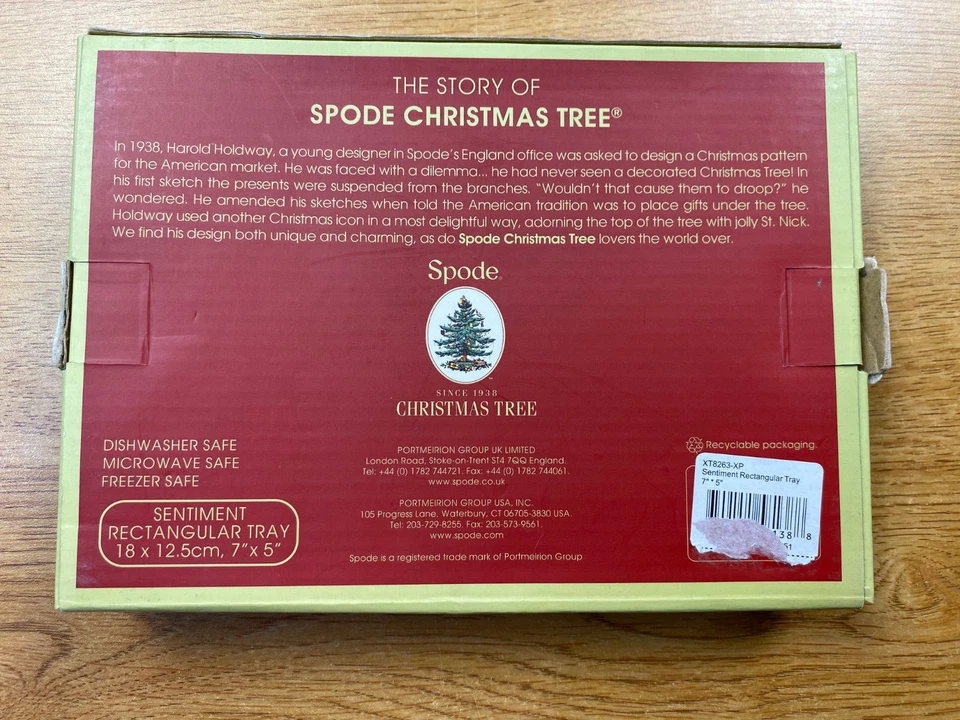 THE STORY OF
SPODE CHRISTMAS TREE®
In 1938, Harold Holdway, a young designer in Spode's England office was asked to design a Christmas pattern
for the American market. He was faced with a dilemma... he had never seen a decorated Christmas Tree! In
his first sketch the presents were suspended from the branches. "Wouldn't that cause them to droop?" he
wondered. He amended his sketches when told the American tradition was to place gifts under the tree.
Holdway used another Christmas icon in a most delightful way, adorning the top of the tree with jolly St. Nick.
We find his design both unique and charming, as do Spode Christmas Tree lovers the world over.
Spode®
SINCE 1938
CHRISTMAS TREE
DISHWASHER SAFE
MICROWAVE SAFE
FREEZER SAFE
SENTIMENT
RECTANGULAR TRAY
18 x 12.5cm, 7"x 5"
PORTMEIRION GROUP UK LIMITED
London Road, Stoke-on-Trent ST4 7QQ England.
Tel: +44 (0) 1782 744721. Fax: +44 (0) 1782 744061.
www.spode.co.uk
PORTMEIRION GROUP USA, INC.
105 Progress Lane, Waterbury, CT 06705-3830 USA.
Tel: 203-729-8255. Fax: 203-573-9561.
www.spode.com
Spode is a registered trade mark of Portmeirion Group
Recyclable packaging.
XT8263-XP
Sentiment Rectangular Tray
7" * 5"
138 8
61